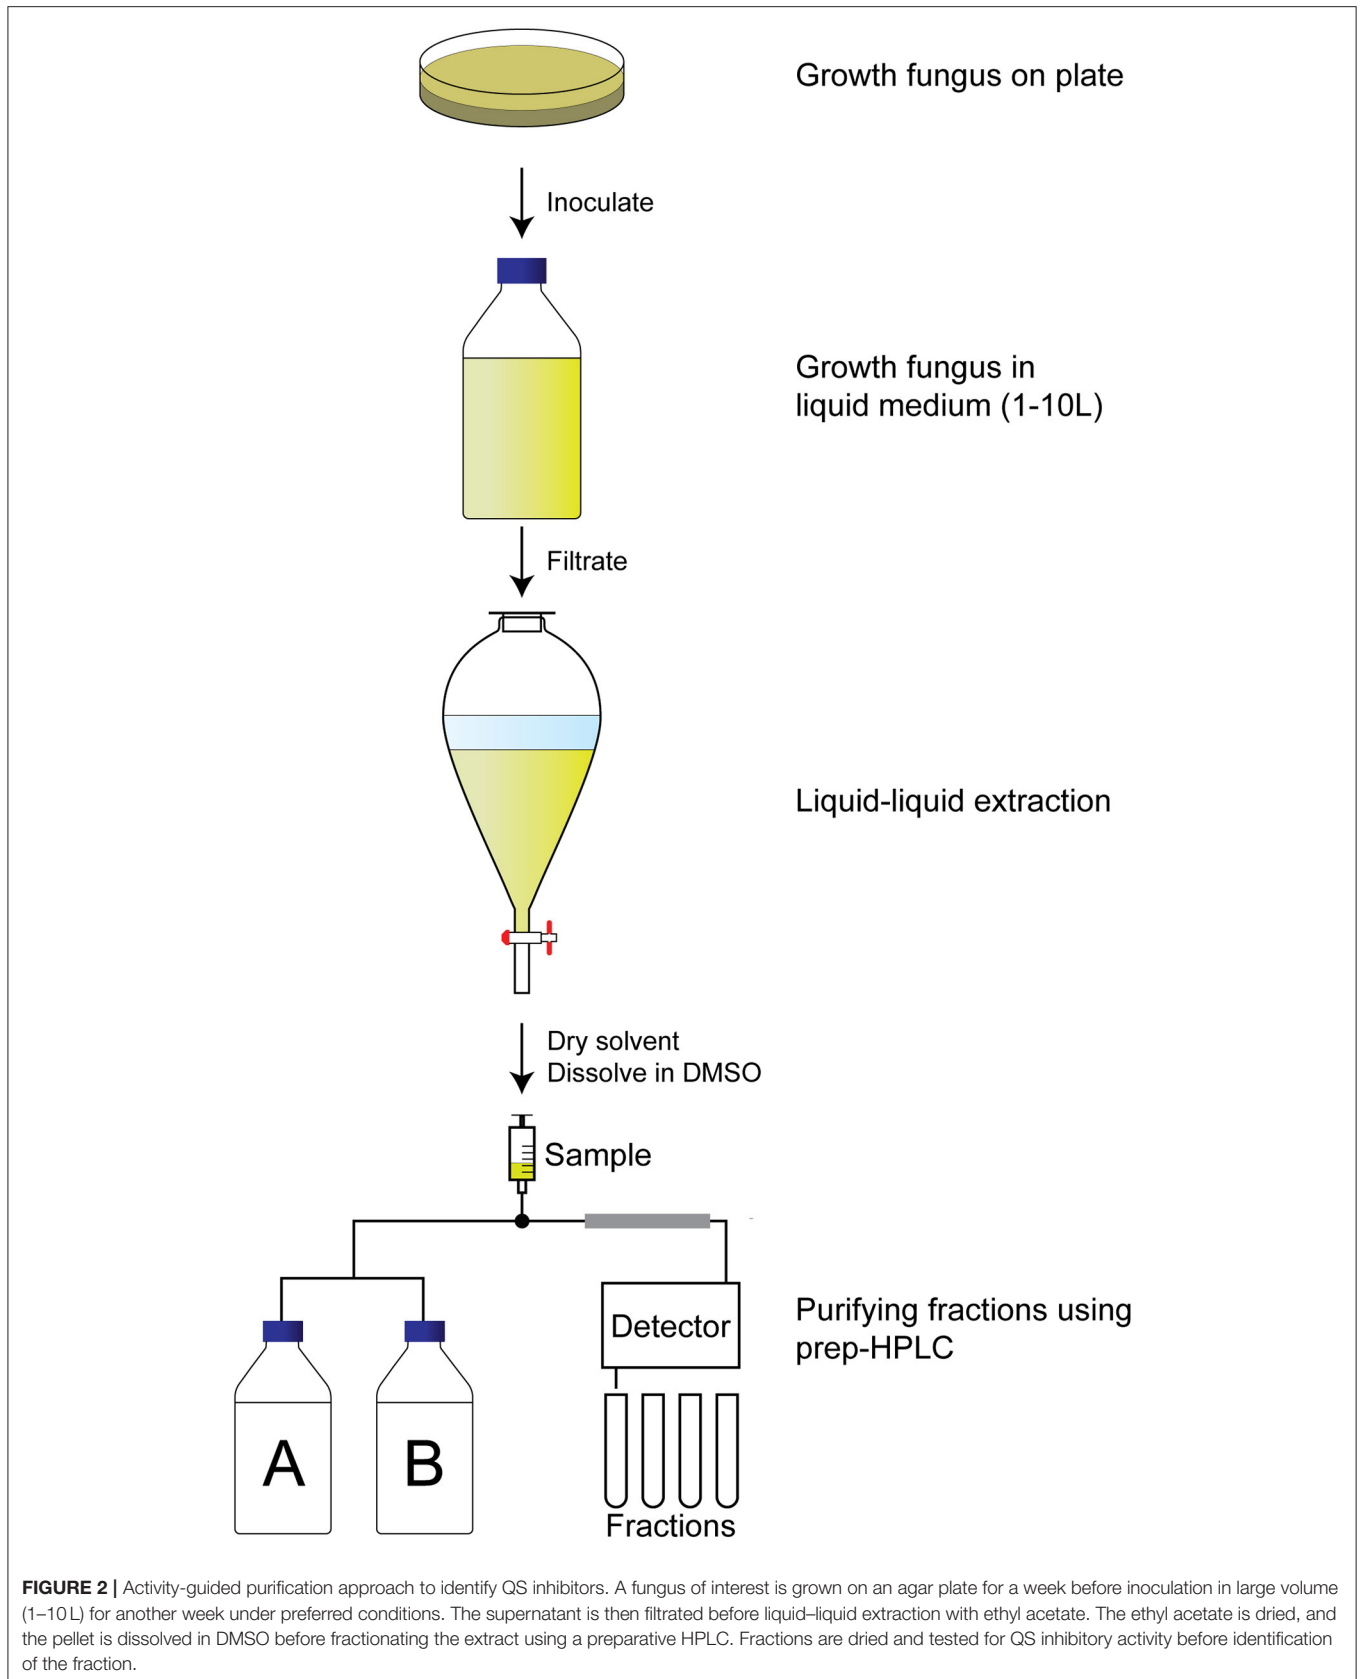 Growth fungus on plate
Inoculate
Growth fungus in
liquid medium (1-10L)
Filtrate
Liquid-liquid extraction
Dry solvent
Dissolve in DMSO
Sample
Detector
Purifying fractions using
prep-HPLC
A
B
Fractions
FIGURE 2 | Activity-guided purification approach to identify QS inhibitors. A fungus of interest is grown on an agar plate for a week before inoculation in large volume
(1–10 L) for another week under preferred conditions. The supernatant is then filtrated before liquid–liquid extraction with ethyl acetate. The ethyl acetate is dried, and
the pellet is dissolved in DMSO before fractionating the extract using a preparative HPLC. Fractions are dried and tested for QS inhibitory activity before identification
of the fraction.